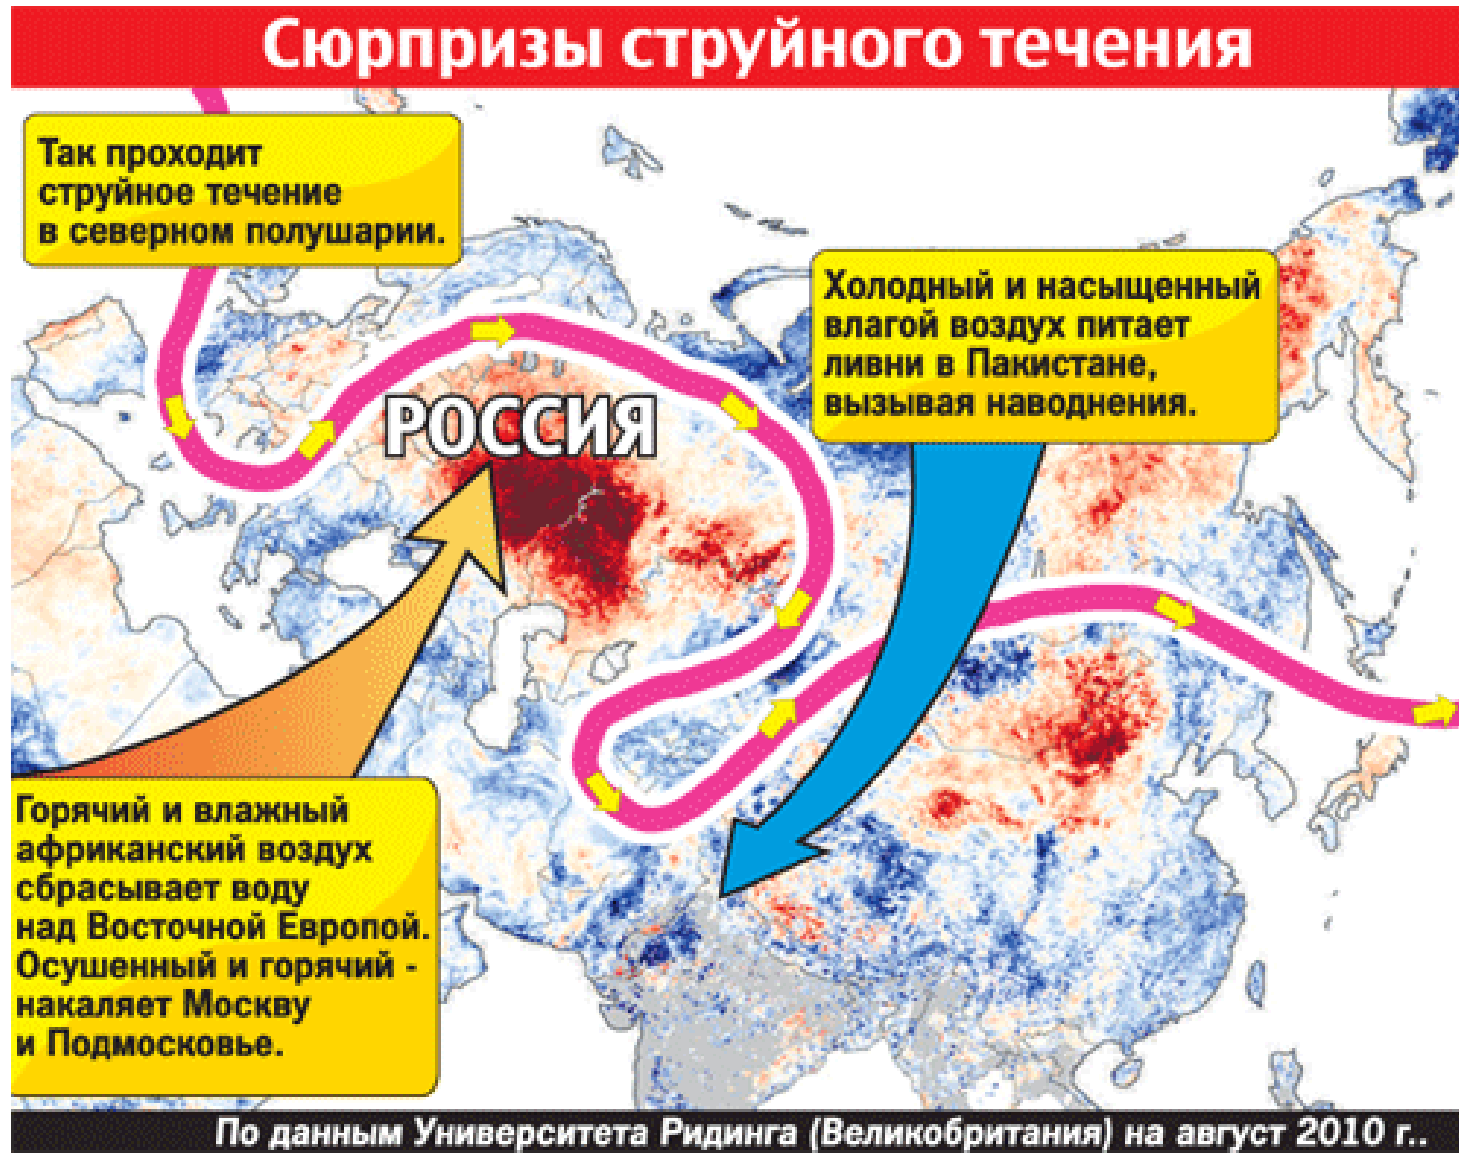 Сюрпризы струйного течения
Так проходит
струйное течение
в северном полушарии.
Холодный и насыщенный
влагой воздух питает
ливни в Пакистане,
вызывая наводнения.
РОССИЯ
Горячий и влажный
африканский воздух
сбрасывает воду
над Восточной Европой.
Осушенный и горячий -
накаляет Москву
и Подмосковье.
По данным Университета Ридинга (Великобритания) на август 2010 г..